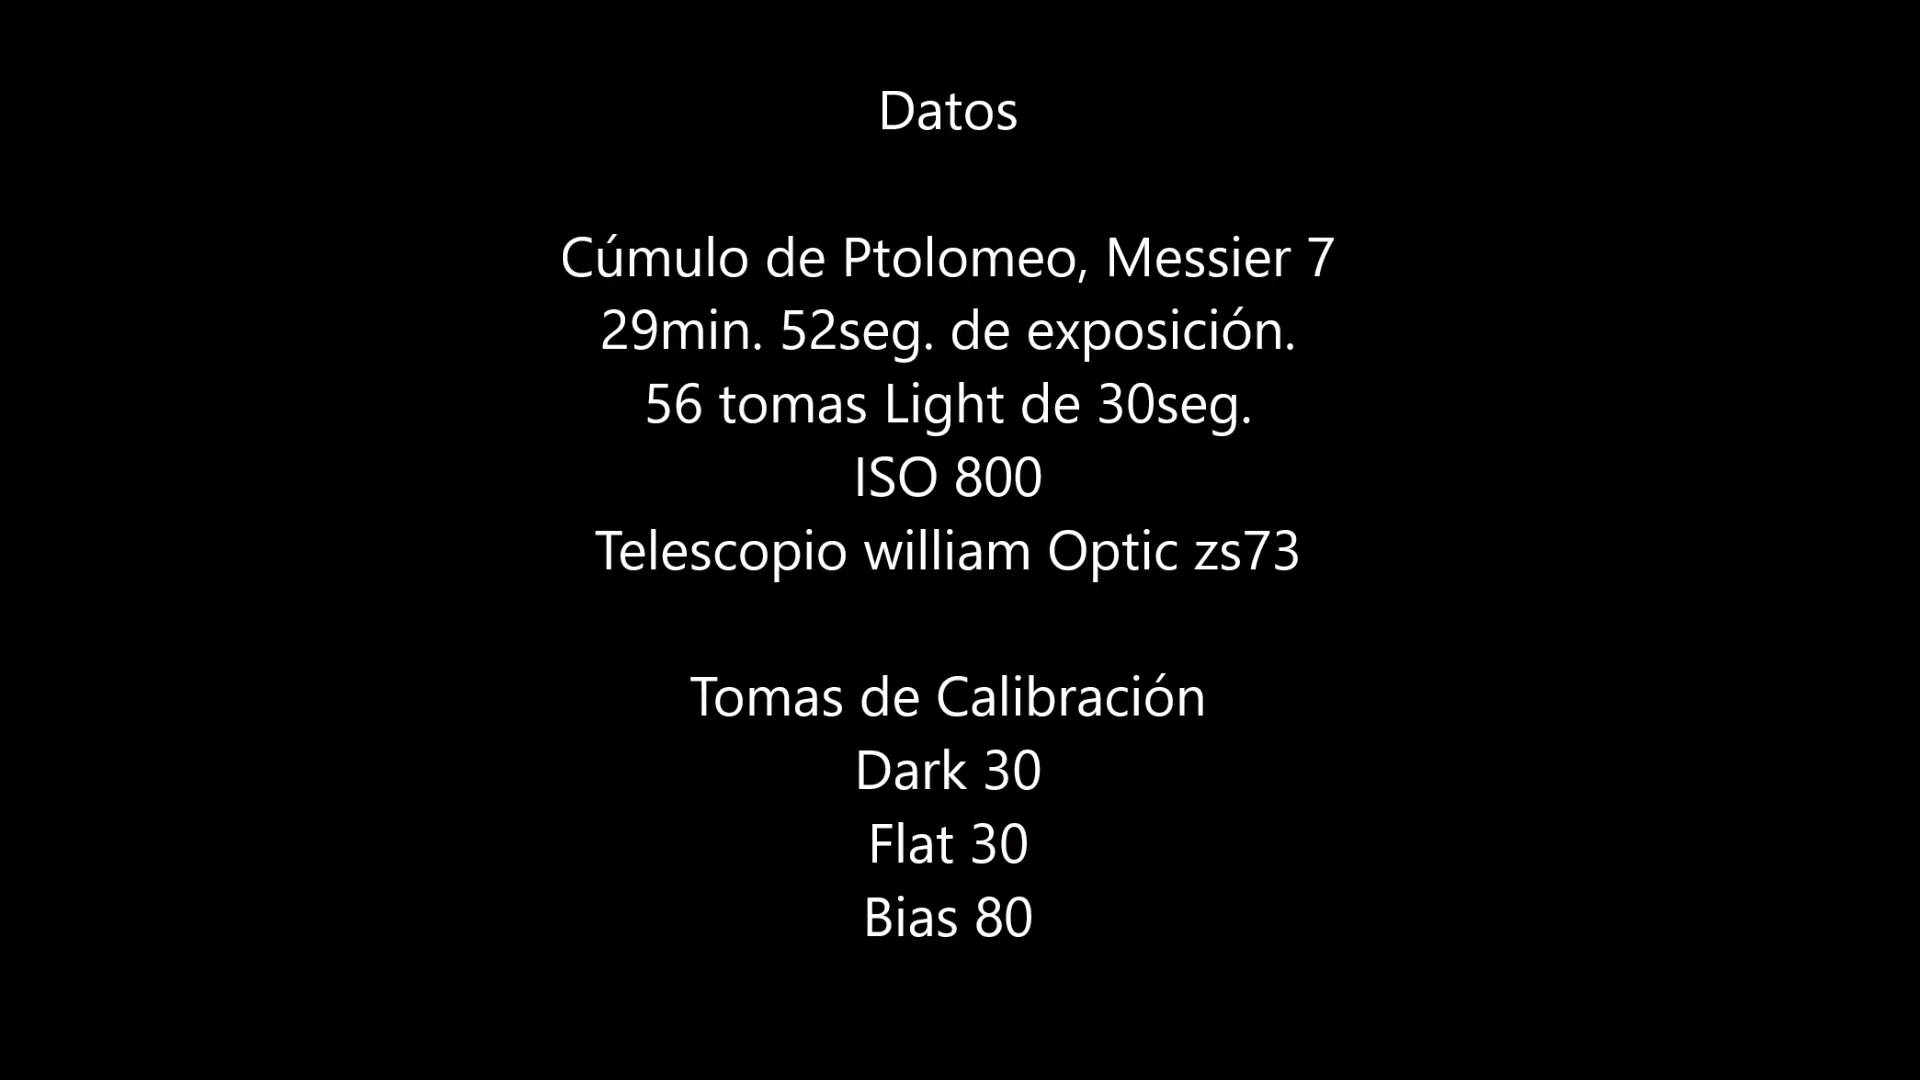 Datos
Cúmulo de Ptolomeo, Messier 7
29min. 52seg. de exposición.
56 tomas Light de 30seg.
ISO 800
Telescopio william Optic zs73
Tomas de Calibración
Dark 30
Flat 30
Bias 80